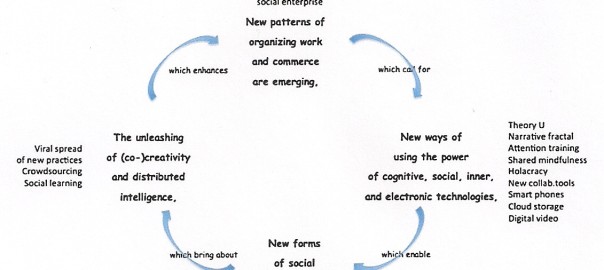 social enterprise
New patterns of
organizing work
and commerce
are emerging,
which enhances
which call for
Viral spread
of new practices
Crowdsourcing
Social learning
The unleashing
of (co-)creativity
and distributed
intelligence,
New ways of
using the power
of cognitive, social, inner,
and electronic technologies,
Theory U
Narrative fractal
Attention training
Shared mindfulness
Holacracy
New collab.tools
Smart phones
Cloud storage
Digital video
which bring about
New forms
of social
which enable